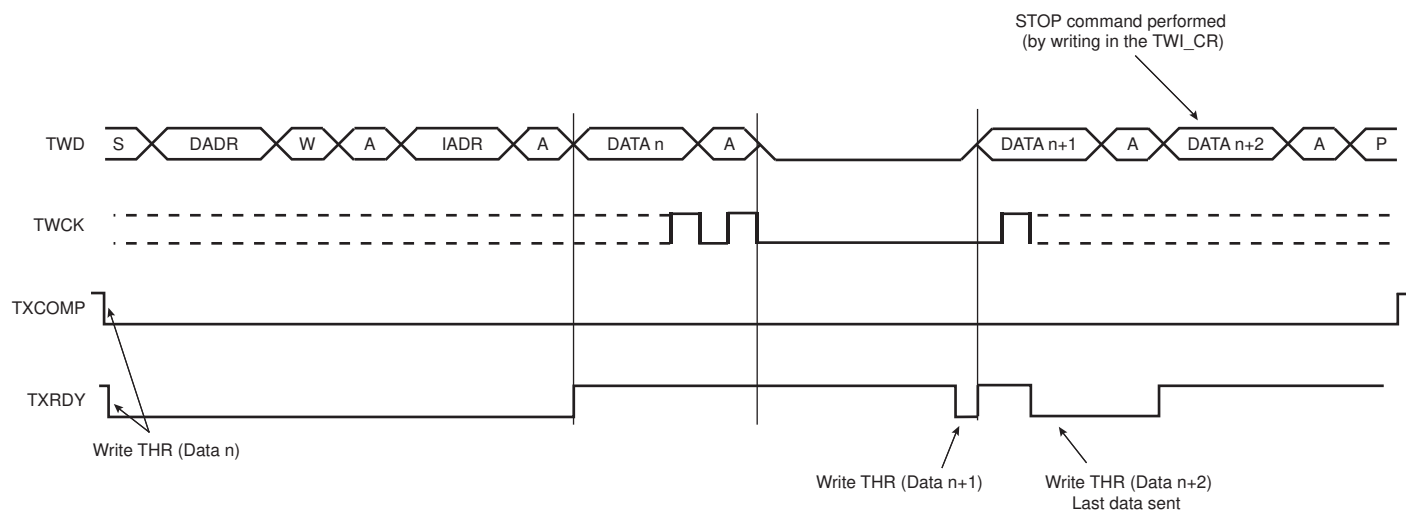 STOP command performed
(by writing in the TWI_CR)
TWD S DADR W A IADR A DATA n A DATA n+1 A DATA n+2 A P
TWCK
TXCOMP
TXRDY
Write THR (Data n)
Write THR (Data n+1)
Write THR (Data n+2)
Last data sent